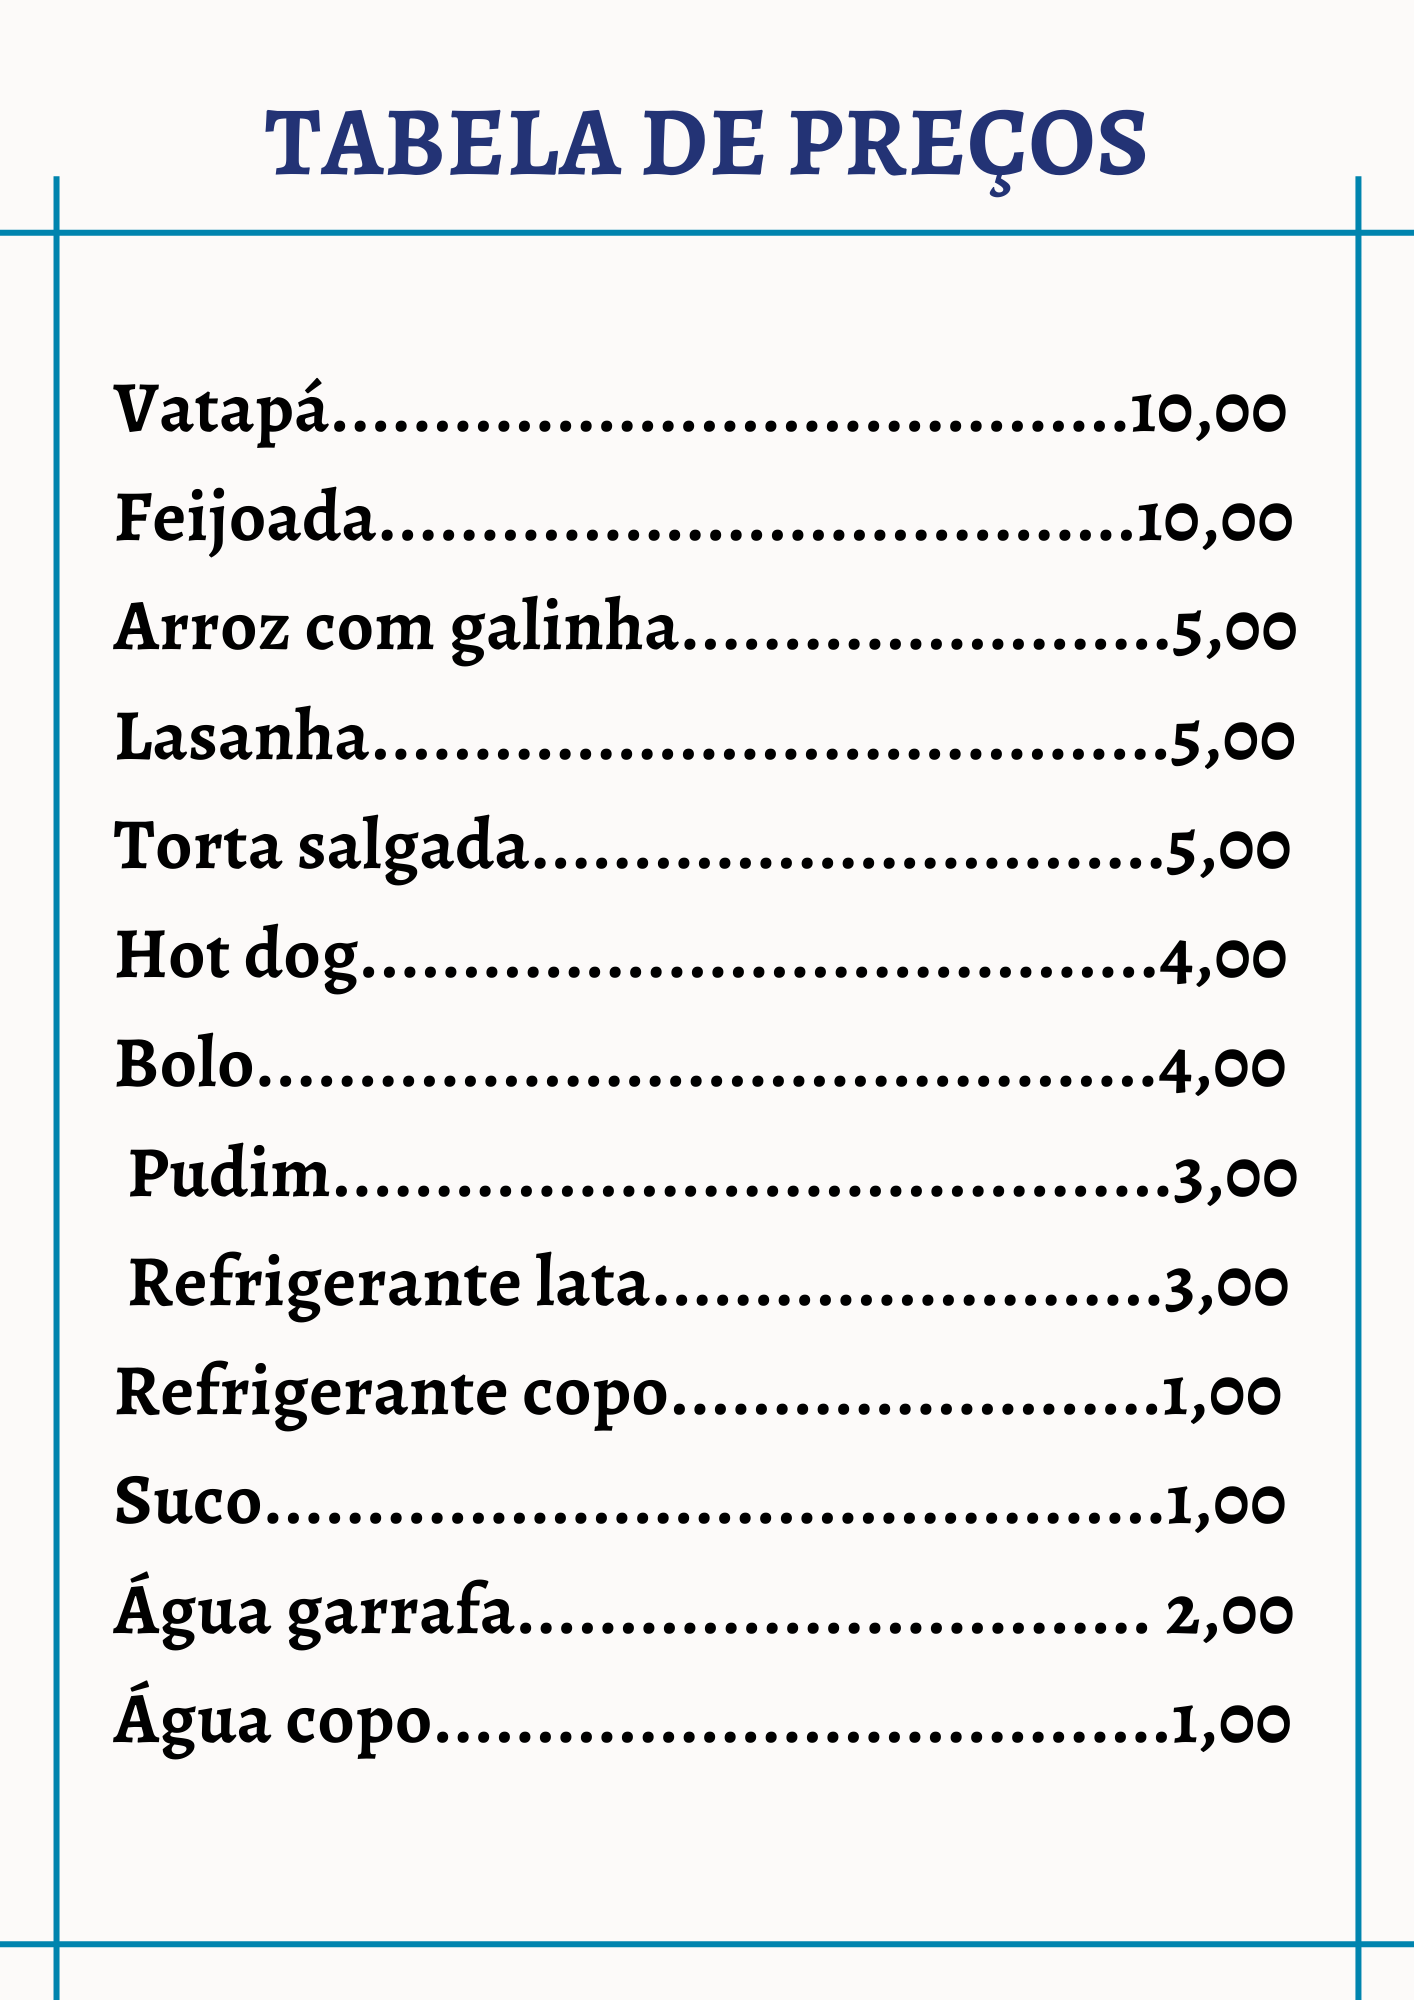 TABELA DE PREÇOS
Vatapá.......................................10,00
Feijoada.....................................10,00
Arroz com galinha........................5,00
Lasanha.......................................5,00
Torta salgada...............................5,00
Hot dog.......................................4,00
Bolo............................................4,00
Pudim.........................................3,00
Refrigerante lata.........................3,00
Refrigerante copo........................1,00
Suco............................................1,00
Água garrafa............................... 2,00
Água copo....................................1,00